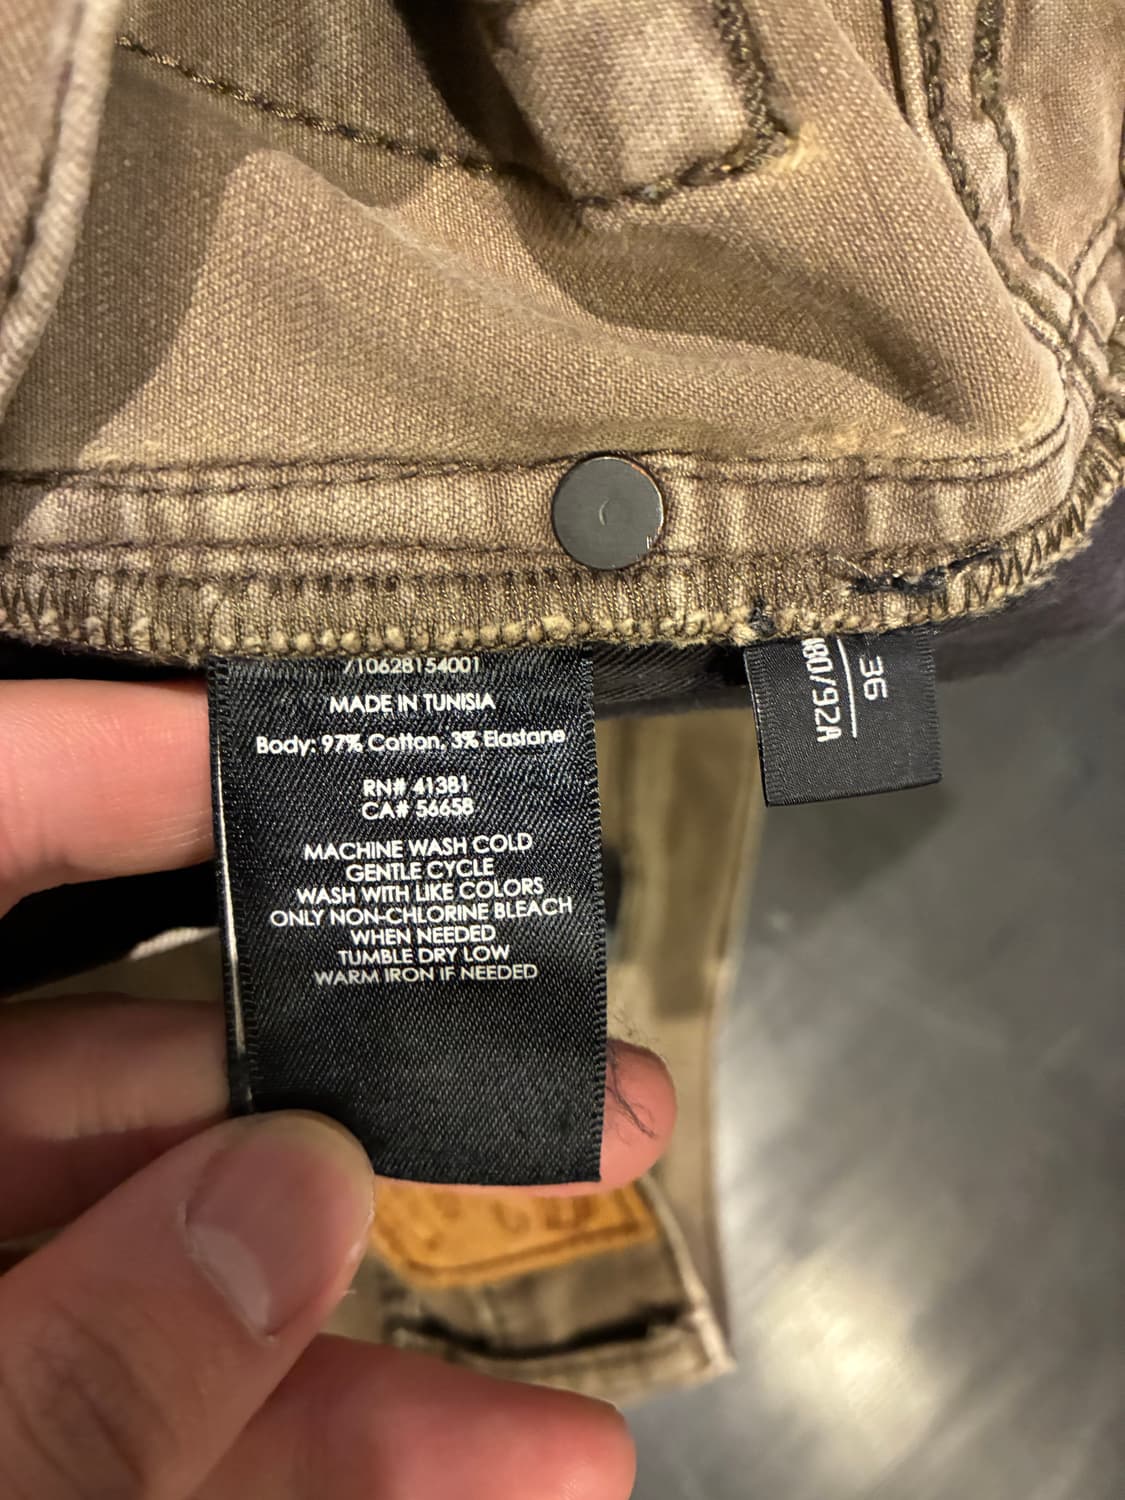 710628154001
MADE IN TUNISIA
Body: 97% Cotton, 3% Elastane
RN# 41381
CA# 56658
MACHINE WASH COLD
GENTLE CYCLE
WASH WITH LIKE COLORS
ONLY NON-CHLORINE BLEACH
WHEN NEEDED
TUMBLE DRY LOW
WARM IRON IF NEEDED
36
180/92A